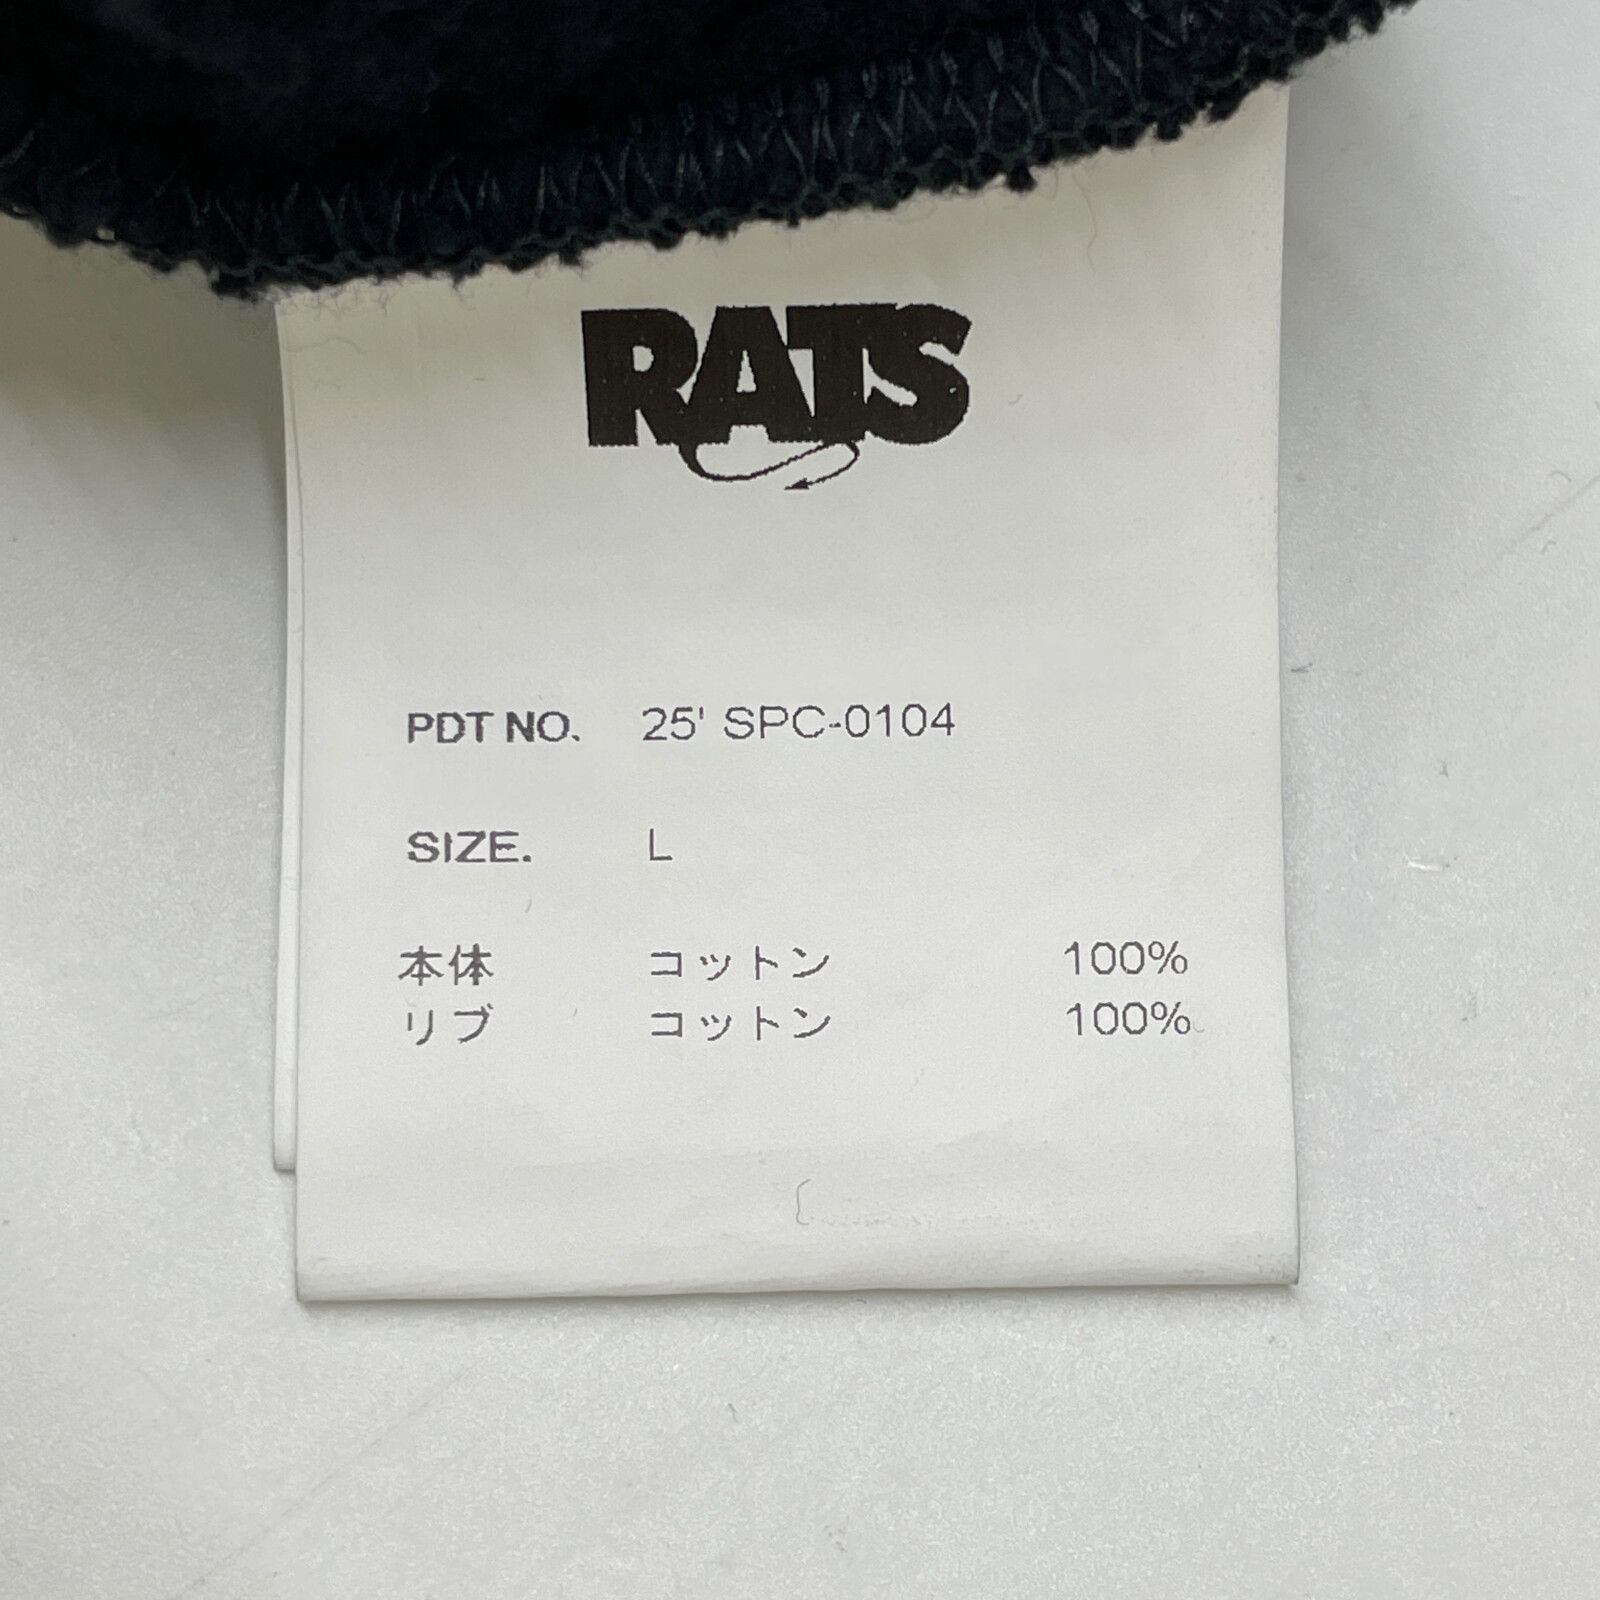 RATS
PDT NO. 25' SPC-0104
SIZE. L
本体 コットン 100%
リブ コットン 100%